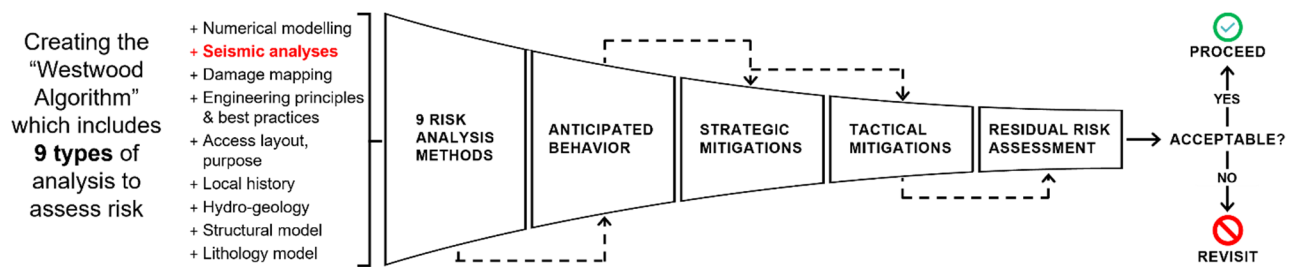 Creating the
“Westwood
Algorithm”
which includes
9 types of
analysis to
assess risk
+ Numerical modelling
+ Seismic analyses
+ Damage mapping
+ Engineering principles
& best practices
+ Access layout,
purpose
+ Local history
+ Hydro-geology
+ Structural model
+ Lithology model
9 RISK
ANALYSIS
METHODS
ANTICIPATED
BEHAVIOR
STRATEGIC
MITIGATIONS
TACTICAL
MITIGATIONS
RESIDUAL RISK
ASSESSMENT
PROCEED
YES
ACCEPTABLE?
NO
REVISIT